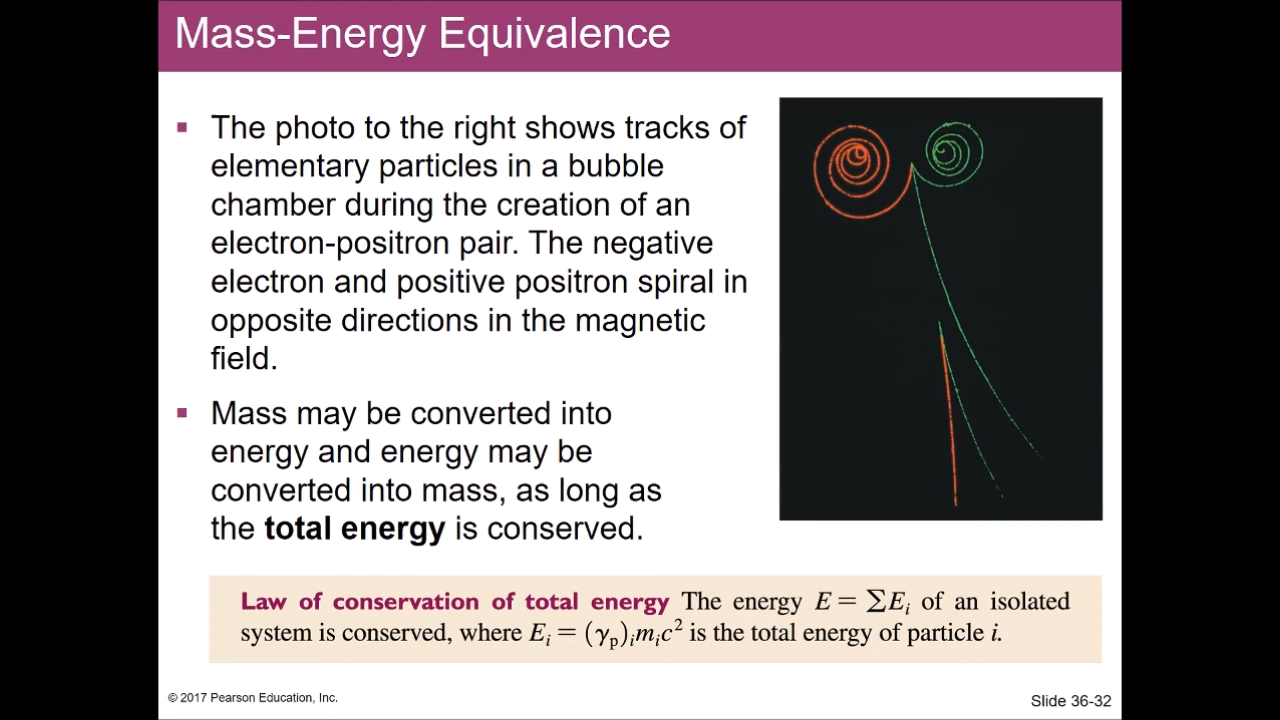 Mass-Energy Equivalence
▪ The photo to the right shows tracks of
elementary particles in a bubble
chamber during the creation of an
electron-positron pair. The negative
electron and positive positron spiral in
opposite directions in the magnetic
field.
▪ Mass may be converted into
energy and energy may be
converted into mass, as long as
the total energy is conserved.
Law of conservation of total energy The energy E = ΣEᵢ of an isolated
system is conserved, where Eᵢ = (γₚ)ᵢmᵢc² is the total energy of particle i.
© 2017 Pearson Education, Inc.
Slide 36-32